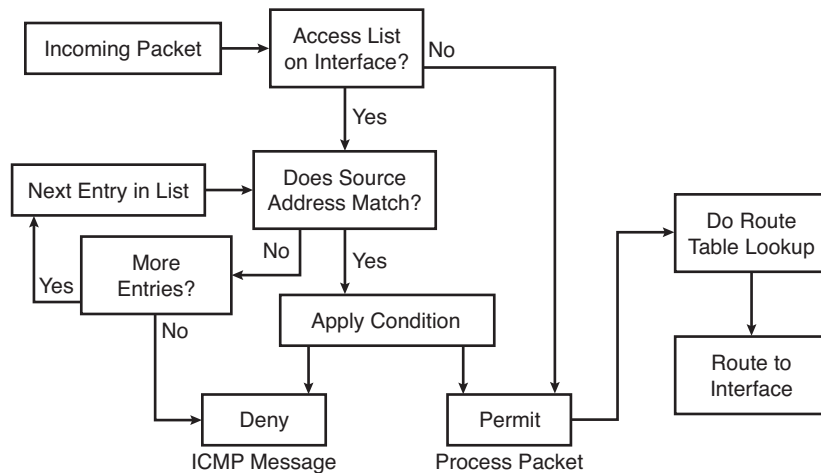 Incoming Packet
Access List
on Interface?
No
Yes
Next Entry in List
Does Source
Address Match?
Do Route
Table Lookup
No
Yes
More
Entries?
Yes
No
Apply Condition
Route to
Interface
Deny
Permit
ICMP Message
Process Packet